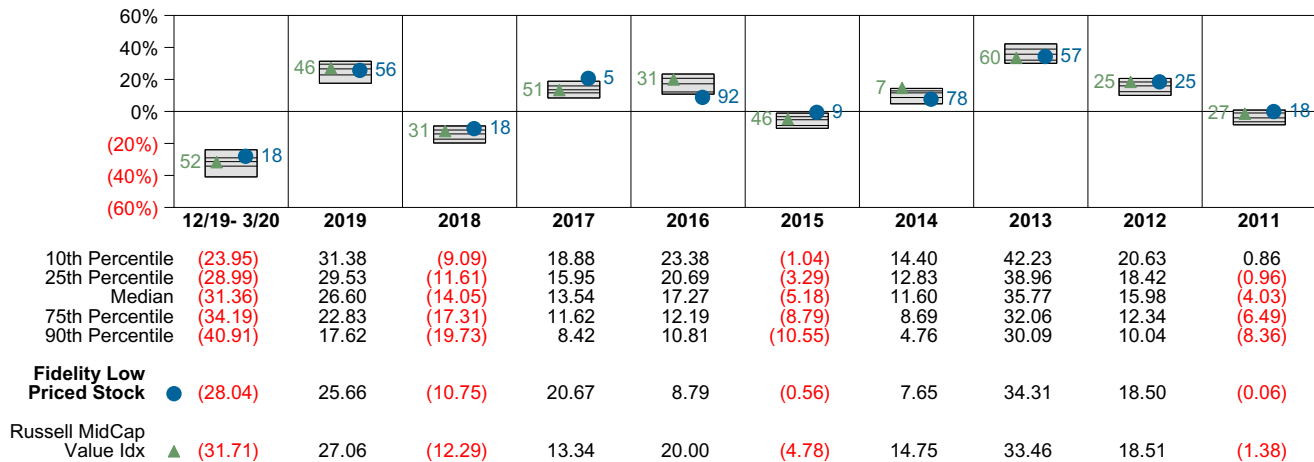 60%
40%
20%
0%
(20%)
(40%)
(60%)
52 18
46 56
31 18
51 5
31 92
46 9
7 78
60 57
25 25
27 18
12/19- 3/20 2019 2018 2017 2016 2015 2014 2013 2012 2011
10th Percentile (23.95) 31.38 (9.09) 18.88 23.38 (1.04) 14.40 42.23 20.63 0.86
25th Percentile (28.99) 29.53 (11.61) 15.95 20.69 (3.29) 12.83 38.96 18.42 (0.96)
Median (31.36) 26.60 (14.05) 13.54 17.27 (5.18) 11.60 35.77 15.98 (4.03)
75th Percentile (34.19) 22.83 (17.31) 11.62 12.19 (8.79) 8.69 32.06 12.34 (6.49)
90th Percentile (40.91) 17.62 (19.73) 8.42 10.81 (10.55) 4.76 30.09 10.04 (8.36)
Fidelity Low
Priced Stock (28.04) 25.66 (10.75) 20.67 8.79 (0.56) 7.65 34.31 18.50 (0.06)
Russell MidCap
Value Idx (31.71) 27.06 (12.29) 13.34 20.00 (4.78) 14.75 33.46 18.51 (1.38)